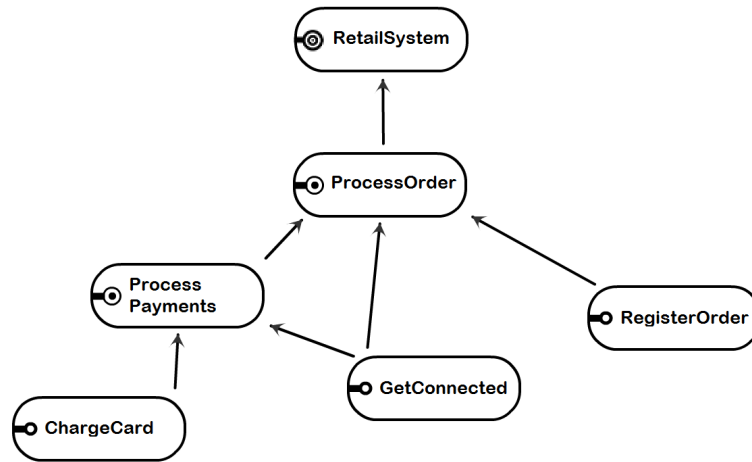 RetailSystem
ProcessOrder
Process
Payments
RegisterOrder
GetConnected
ChargeCard